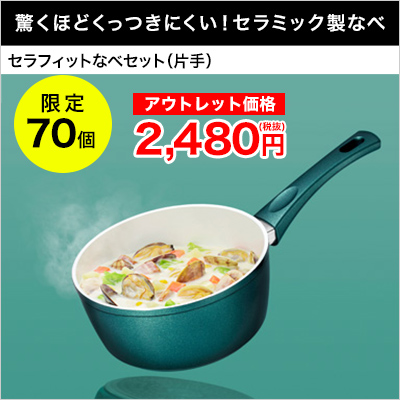 驚くほどくっつきにくい!セラミック製なべ
セラフィットなべセット(片手)
限定
70個
アウトレット価格
2,480円(税抜)